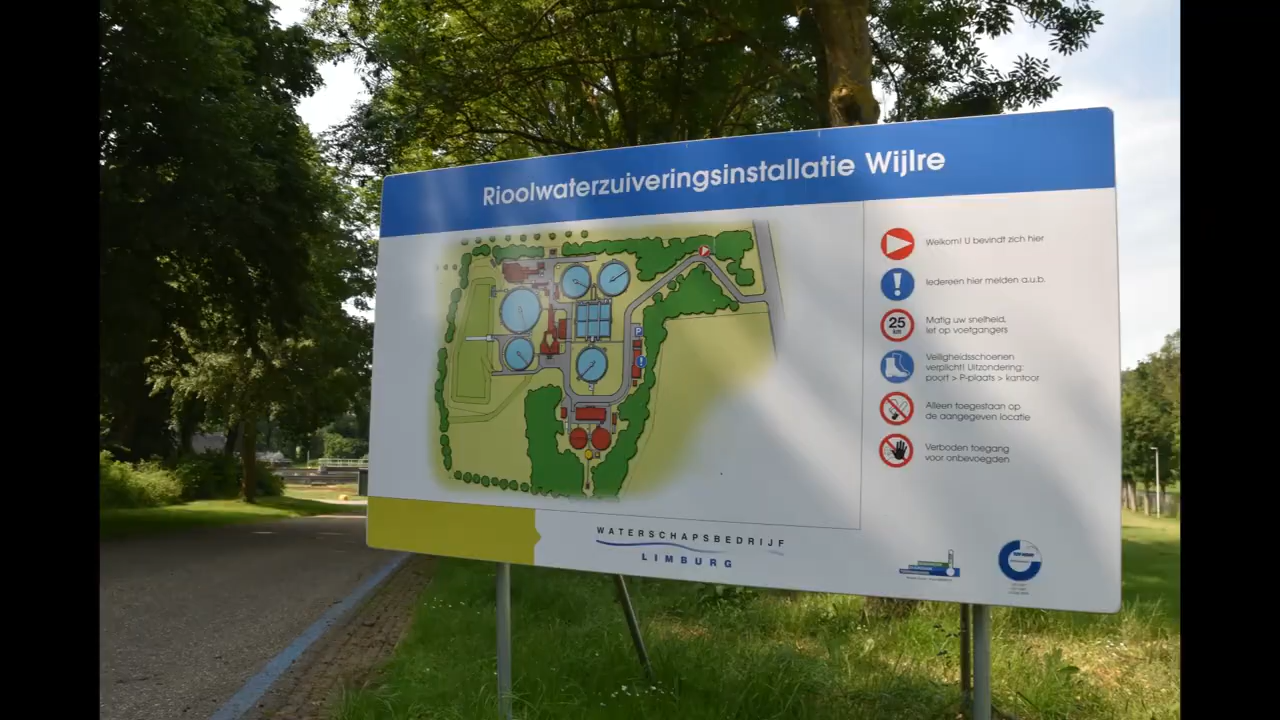 Rioolwaterzuiveringsinstallatie Wijlre
Welkom! U bevindt zich hier
Iedereen hier melden a.u.b.
25
km
Matig uw snelheid,
let op voetgangers
Veiligheidsschoenen
verplicht! Uitzondering:
poort > P-plaats > kantoor
Alleen toegestaan op
de aangegeven locatie
Verboden toegang
voor onbevoegden
P
WATERSCHAPSBEDRIJF
LIMBURG